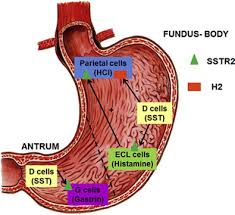 FUNDUS- BODY
Parietal cells
(HCl)
SSTR2
H2
D cells
(SST)
ANTRUM
ECL cells
(Histamine)
D cells
(SST)
G cells
(Gastrin)